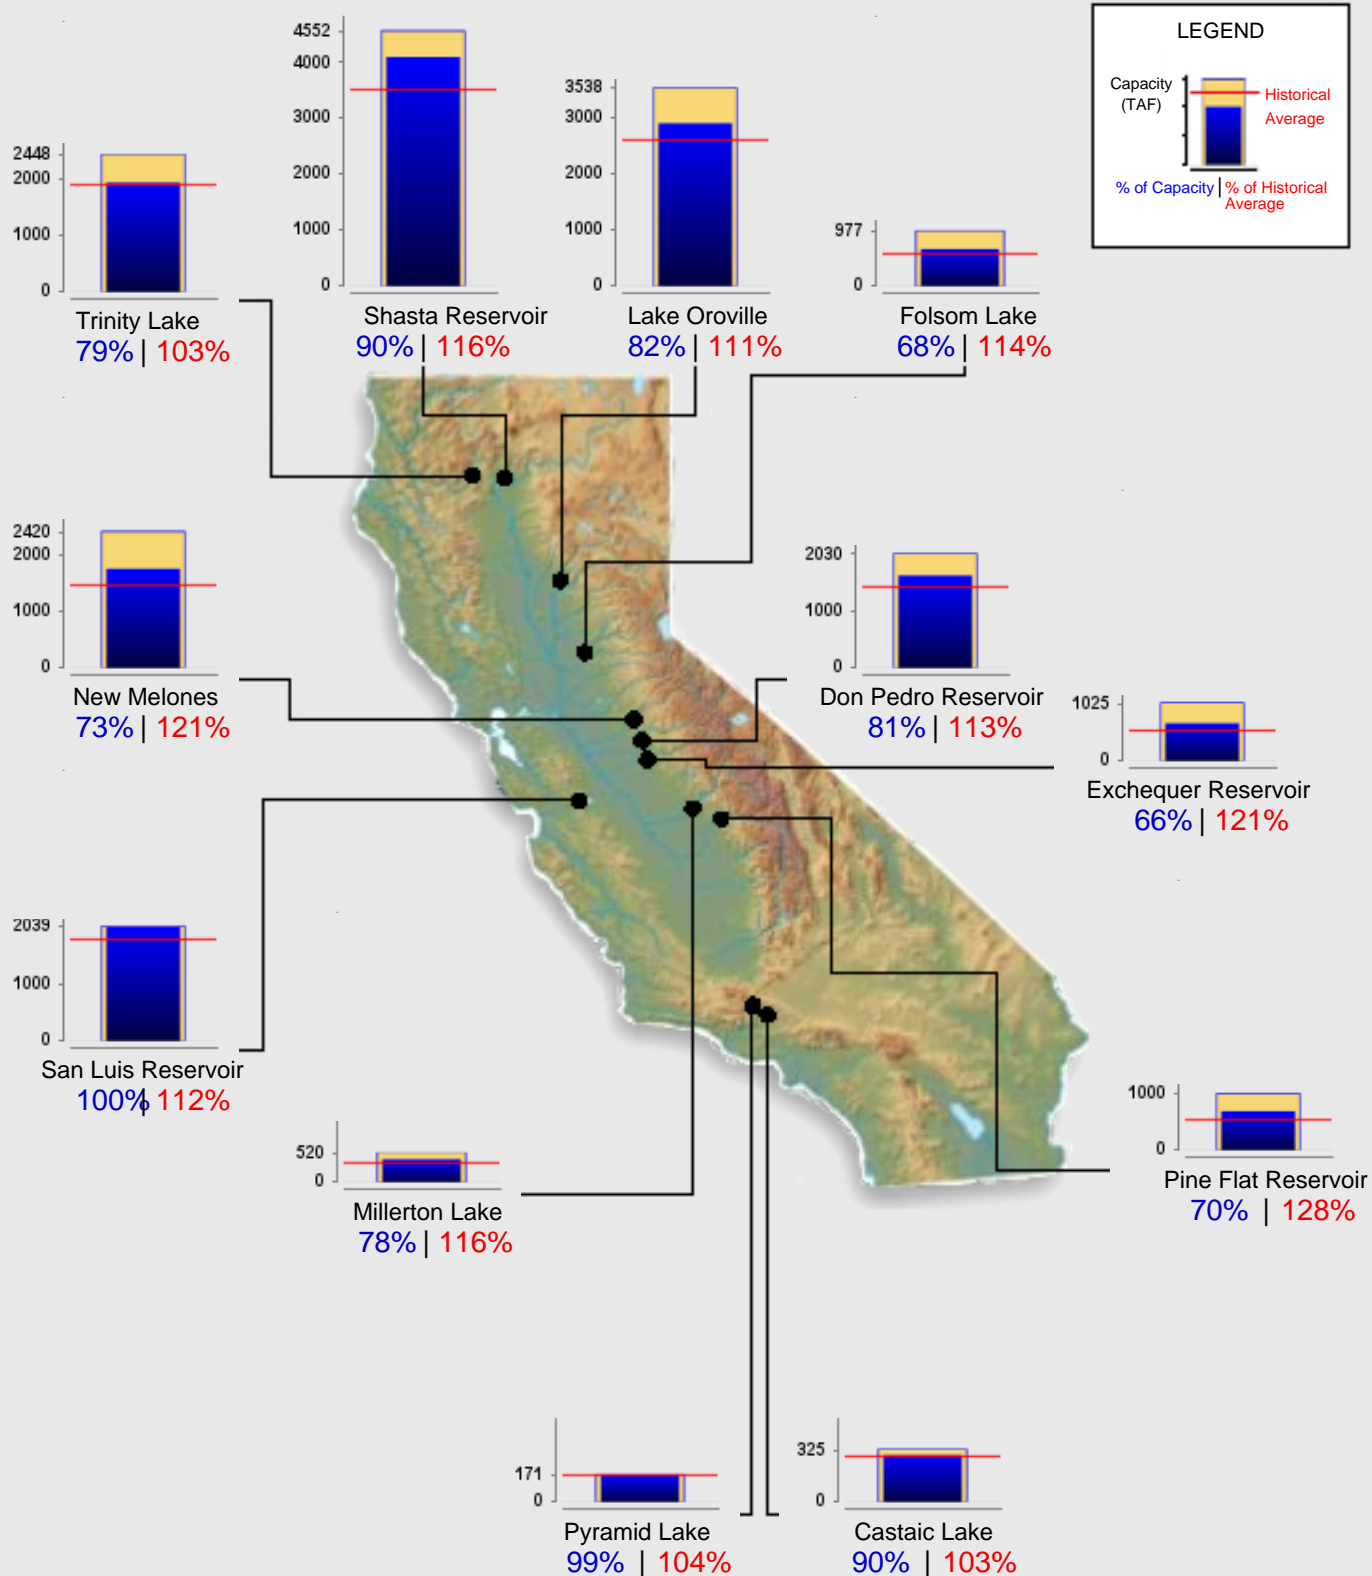 LEGEND
Capacity
(TAF)
Historical
Average
% of Capacity | % of Historical
Average
4552
4000
3000
2000
1000
0
Shasta Reservoir
90% | 116%
3538
3000
2000
1000
0
Lake Oroville
82% | 111%
2448
2000
1000
0
Trinity Lake
79% | 103%
977
0
Folsom Lake
68% | 114%
2420
2000
1000
0
New Melones
73% | 121%
2030
1000
0
Don Pedro Reservoir
81% | 113%
1025
0
Exchequer Reservoir
66% | 121%
2039
1000
0
San Luis Reservoir
100% | 112%
520
0
Millerton Lake
78% | 116%
1000
0
Pine Flat Reservoir
70% | 128%
171
0
Pyramid Lake
99% | 104%
325
0
Castaic Lake
90% | 103%